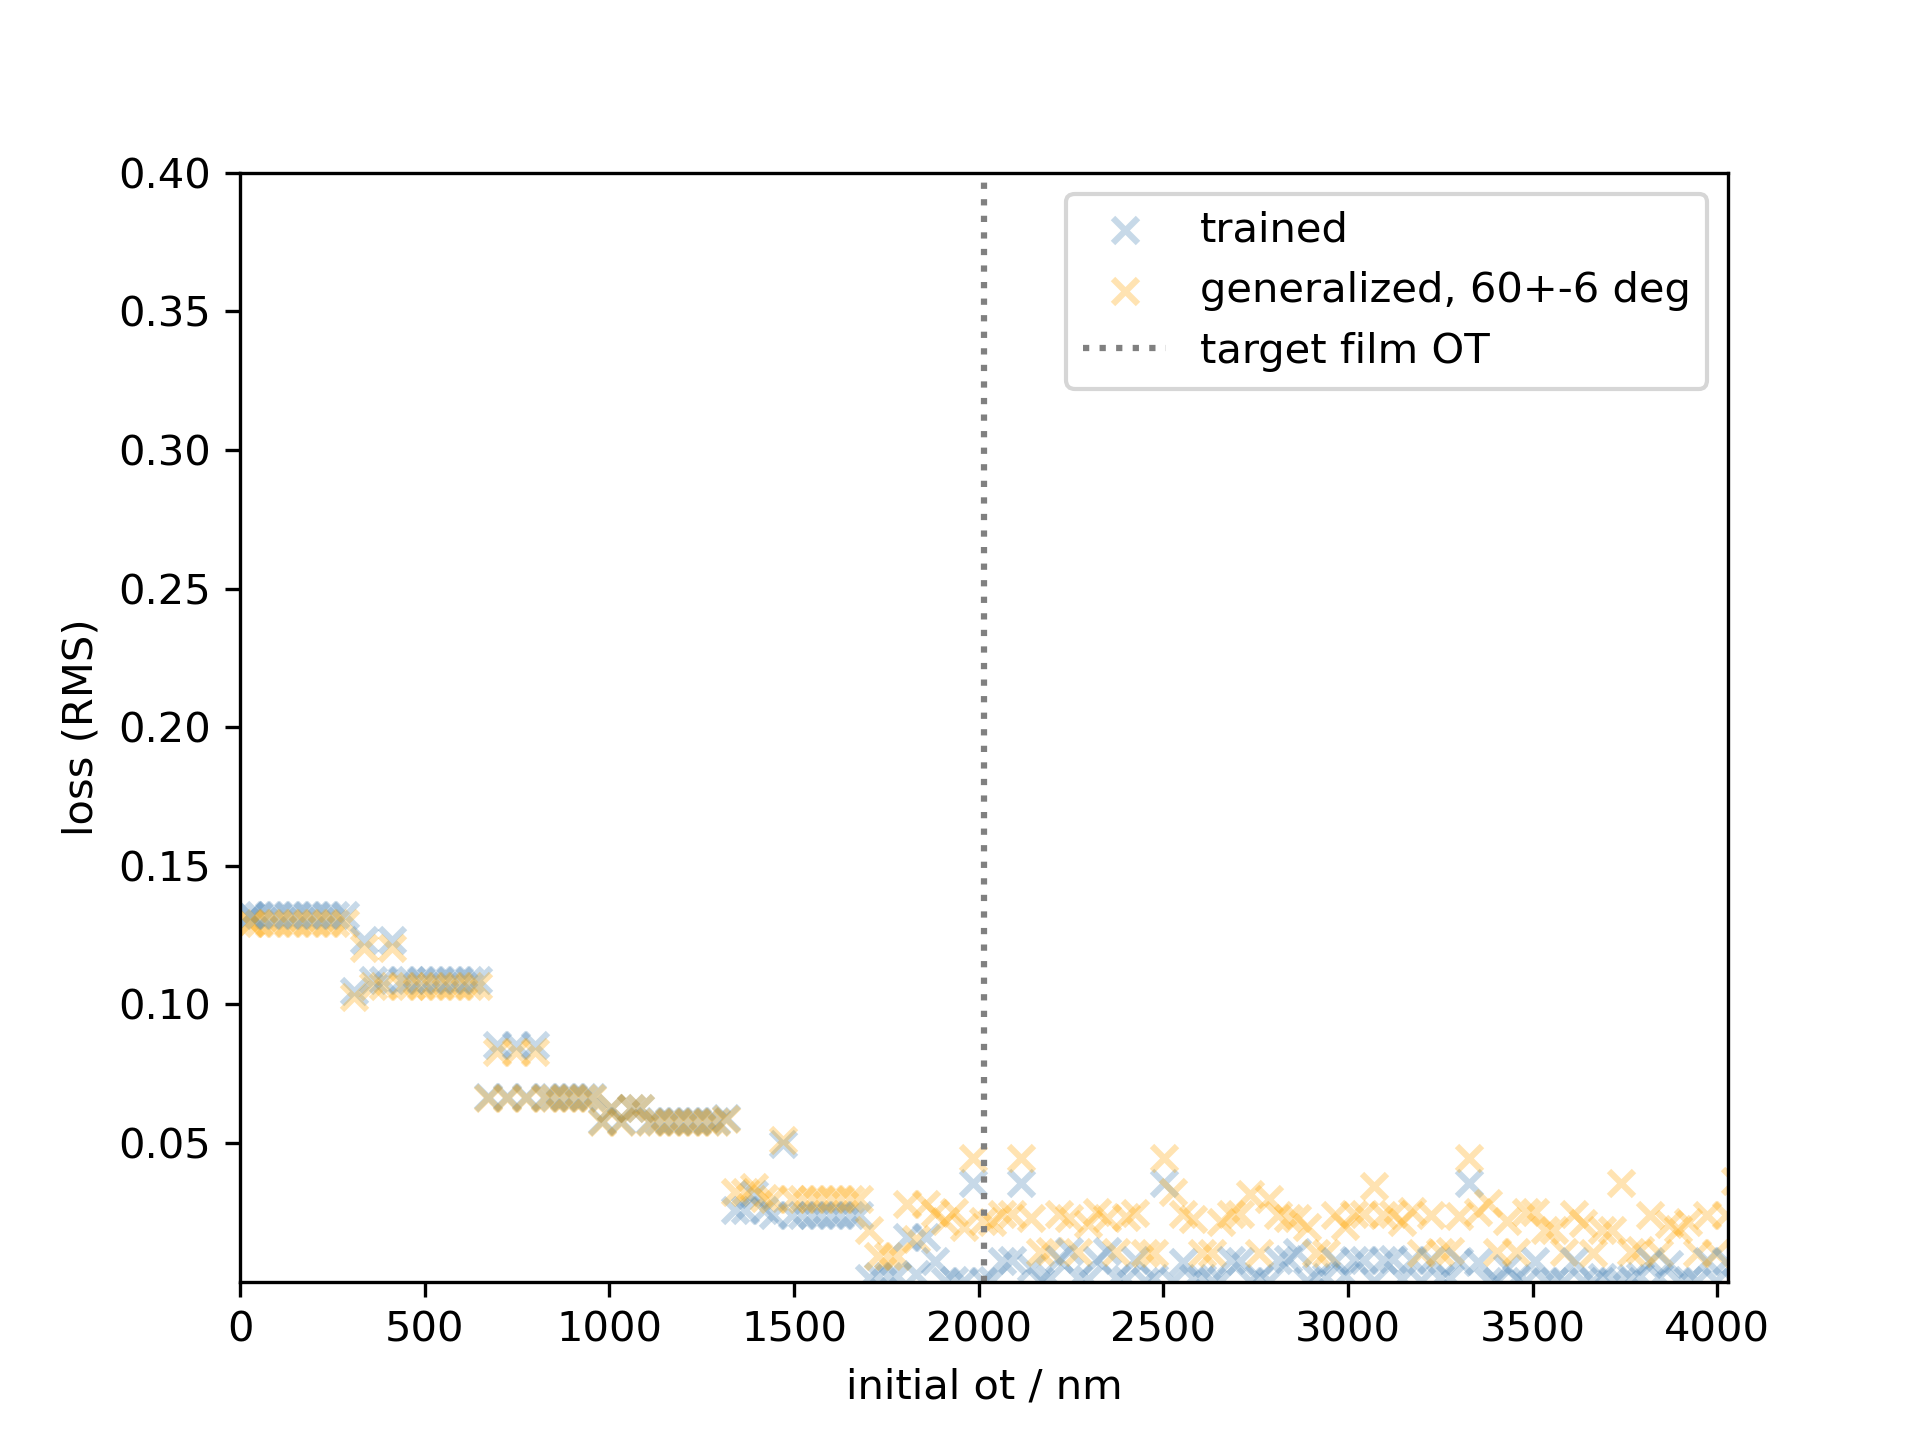 0.40
0.35
0.30
0.25
0.20
0.15
0.10
0.05
loss (RMS)
trained
generalized, 60+-6 deg
target film OT
0 500 1000 1500 2000 2500 3000 3500 4000
initial ot / nm